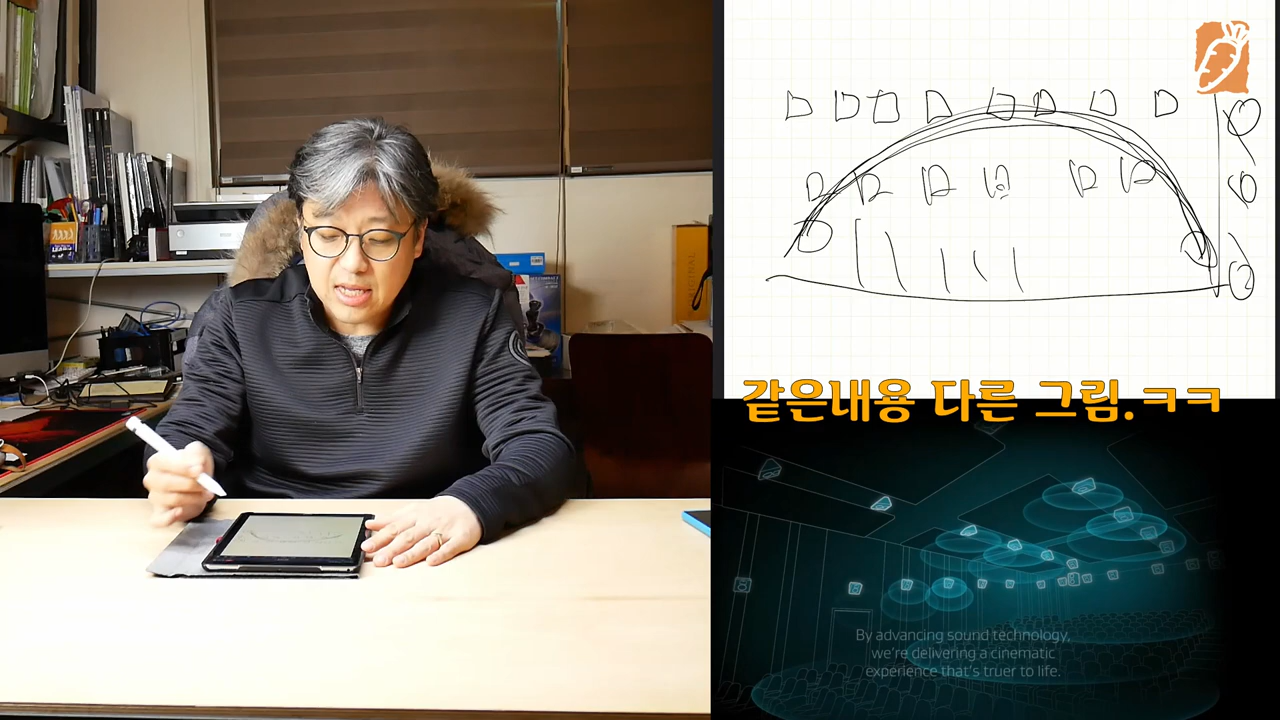 같은내용 다른 그림.ㅋㅋ
By advancing sound technology,
we're delivering a cinematic
experience that's truer to life.